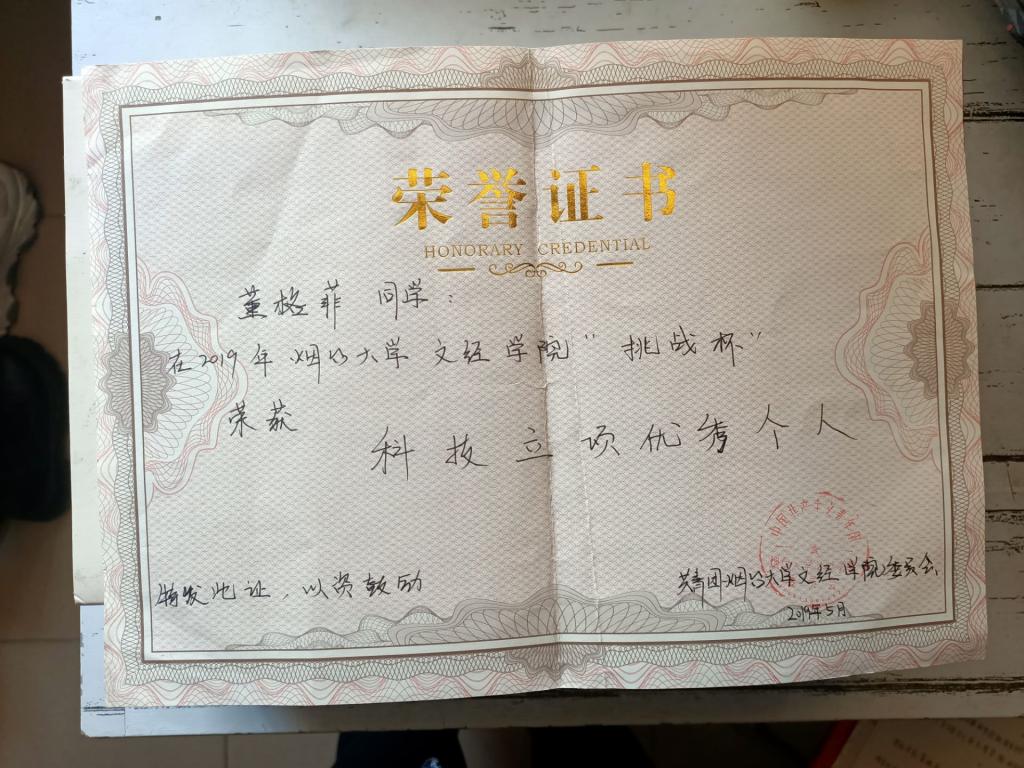 荣誉证书
HONORARY CREDENTIAL
董格菲 同学：
在2019年烟台大学文经学院"挑战杯"
荣获
科技立项优秀个人
特发此证，以资鼓励
共青团烟台大学文经学院委员会
2019年5月